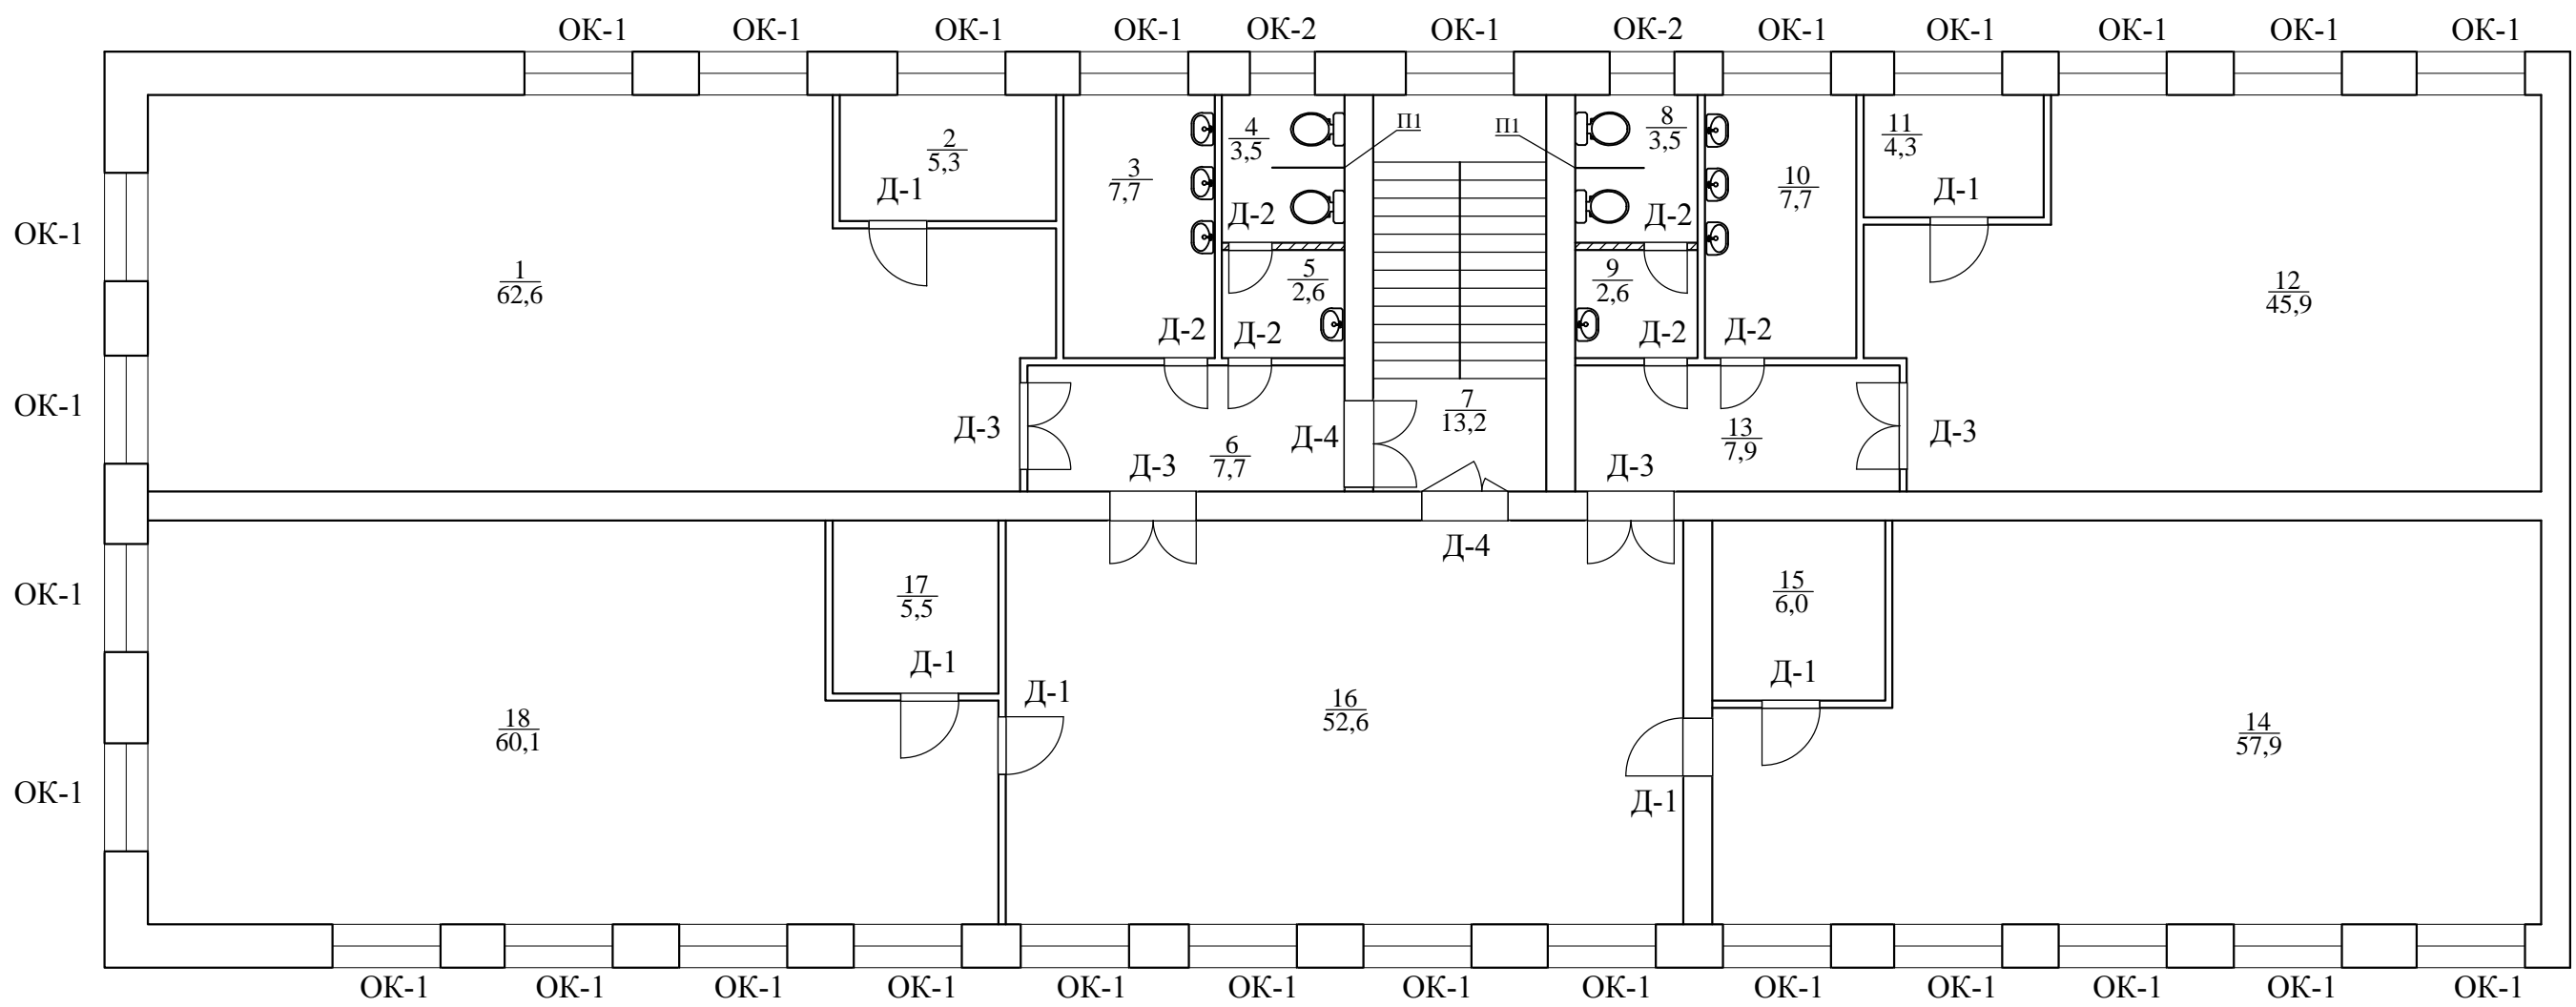 ОК-1 ОК-1 ОК-1 ОК-1 ОК-2 ОК-1 ОК-2 ОК-1 ОК-1 ОК-1 ОК-1 ОК-1
П1 П1
4
3,5
8
3,5
11
4,3
2
5,3
3
7,7
10
7,7
Д-1
Д-1
Д-2
Д-2
ОК-1
1
62,6
5
2,6
9
2,6
12
45,9
Д-2 Д-2 Д-2 Д-2
ОК-1
7
13,2
Д-3
Д-4
13
7,9
Д-3
6
7,7
Д-3
Д-3
Д-4
ОК-1
17
5,5
15
6,0
Д-1
Д-1
Д-1
16
52,6
18
60,1
14
57,9
ОК-1
Д-1
ОК-1 ОК-1 ОК-1 ОК-1 ОК-1 ОК-1 ОК-1 ОК-1 ОК-1 ОК-1 ОК-1 ОК-1 ОК-1